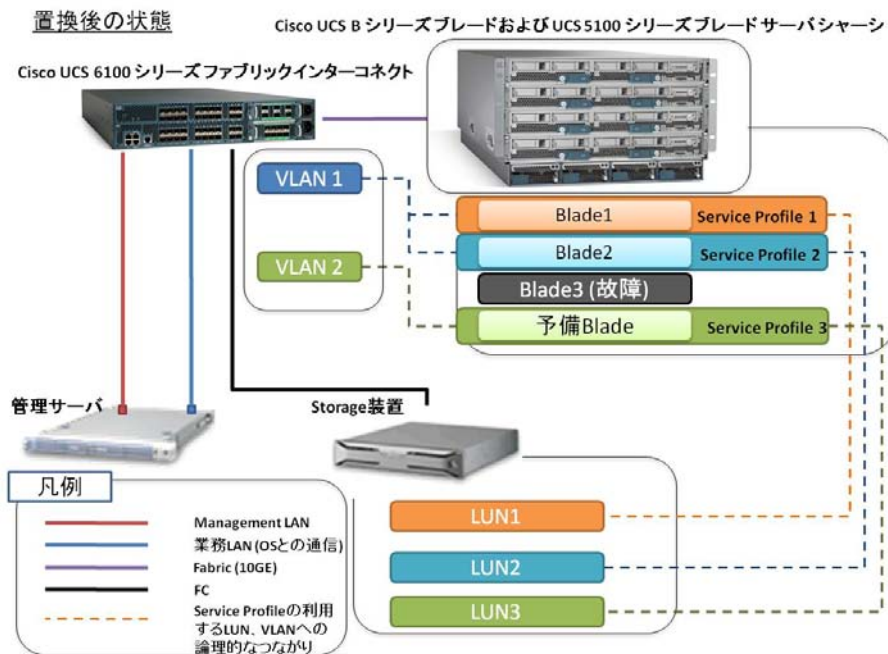 置換後の状態
Cisco UCS B シリーズブレードおよび UCS 5100 シリーズブレード サーバ シャーシ
Cisco UCS 6100 シリーズ ファブリック インターコネクト
VLAN 1
VLAN 2
Blade1
Service Profile 1
Blade2
Service Profile 2
Blade3 (故障)
予備Blade
Service Profile 3
管理サーバ
Storage装置
凡例
Management LAN
業務LAN (OSとの通信)
Fabric (10GE)
FC
Service Profileの利用
するLUN、VLANへの
論理的なつながり
LUN1
LUN2
LUN3